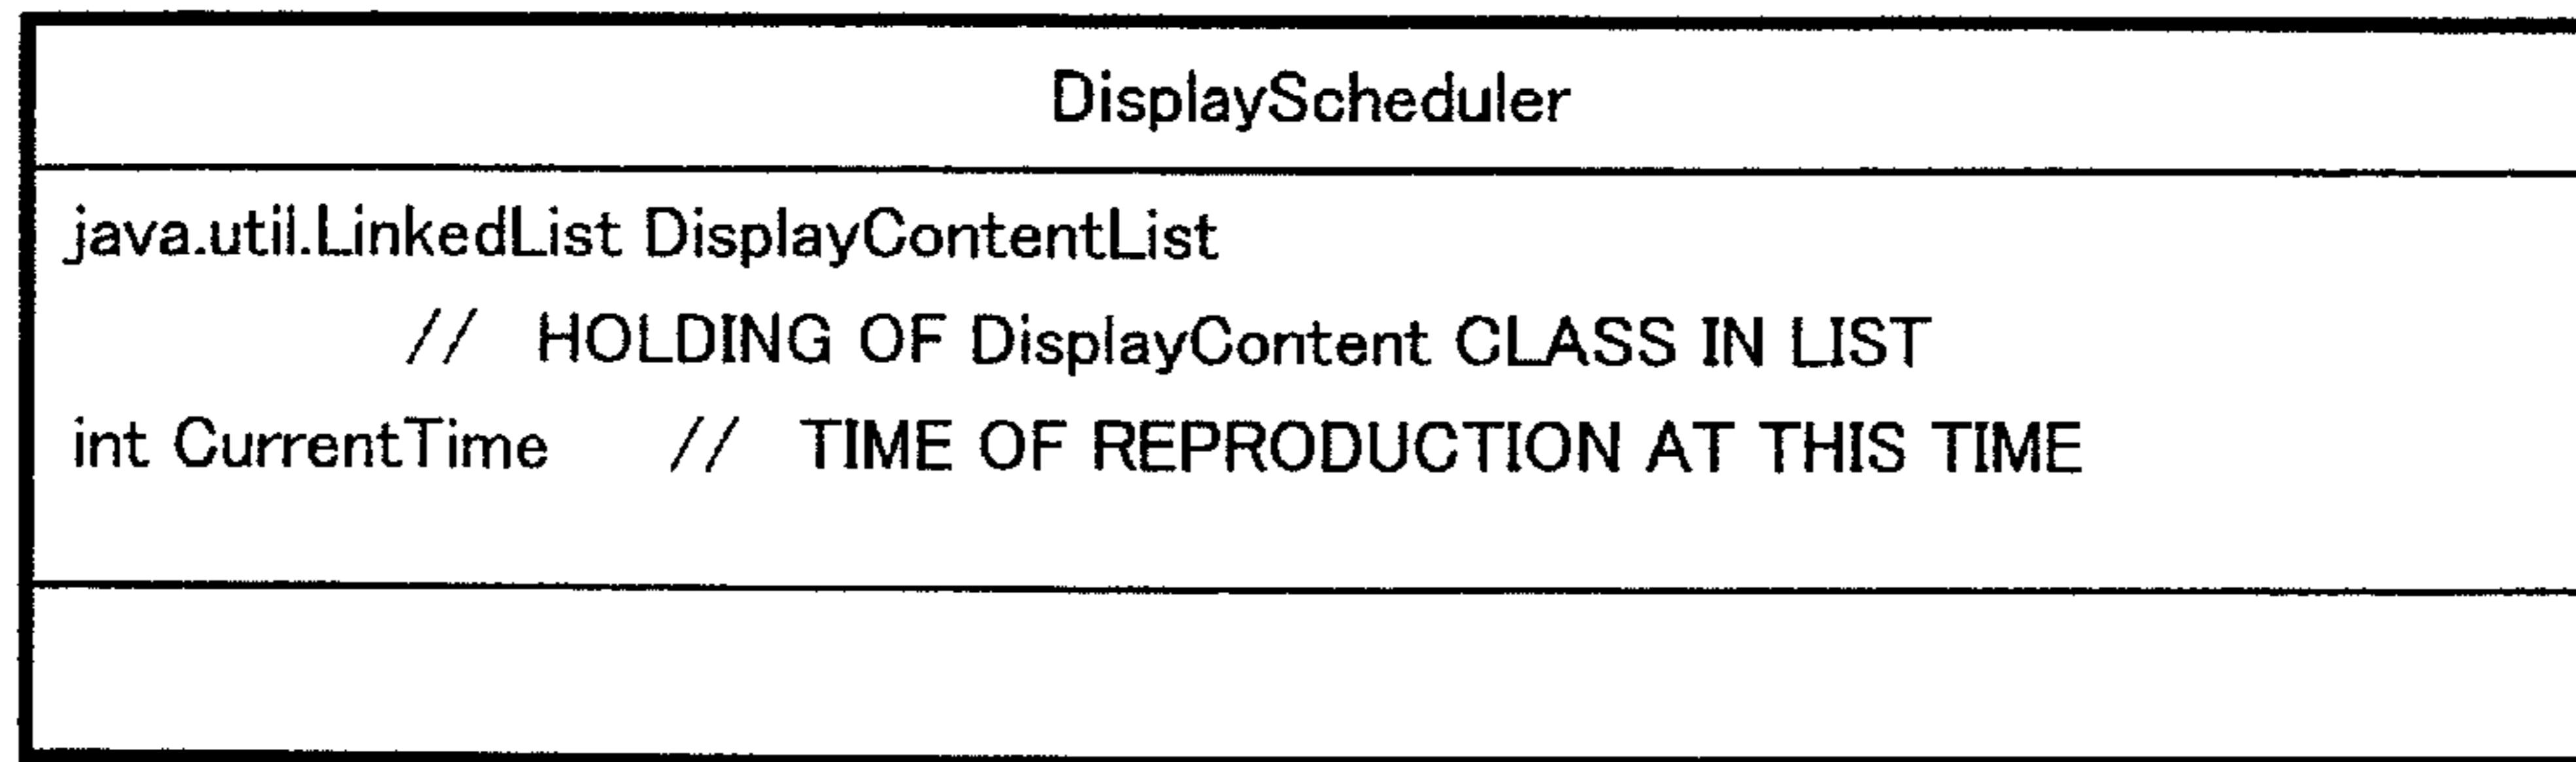 DisplayScheduler
java.util.LinkedList DisplayContentList
// HOLDING OF DisplayContent CLASS IN LIST
int CurrentTime // TIME OF REPRODUCTION AT THIS TIME